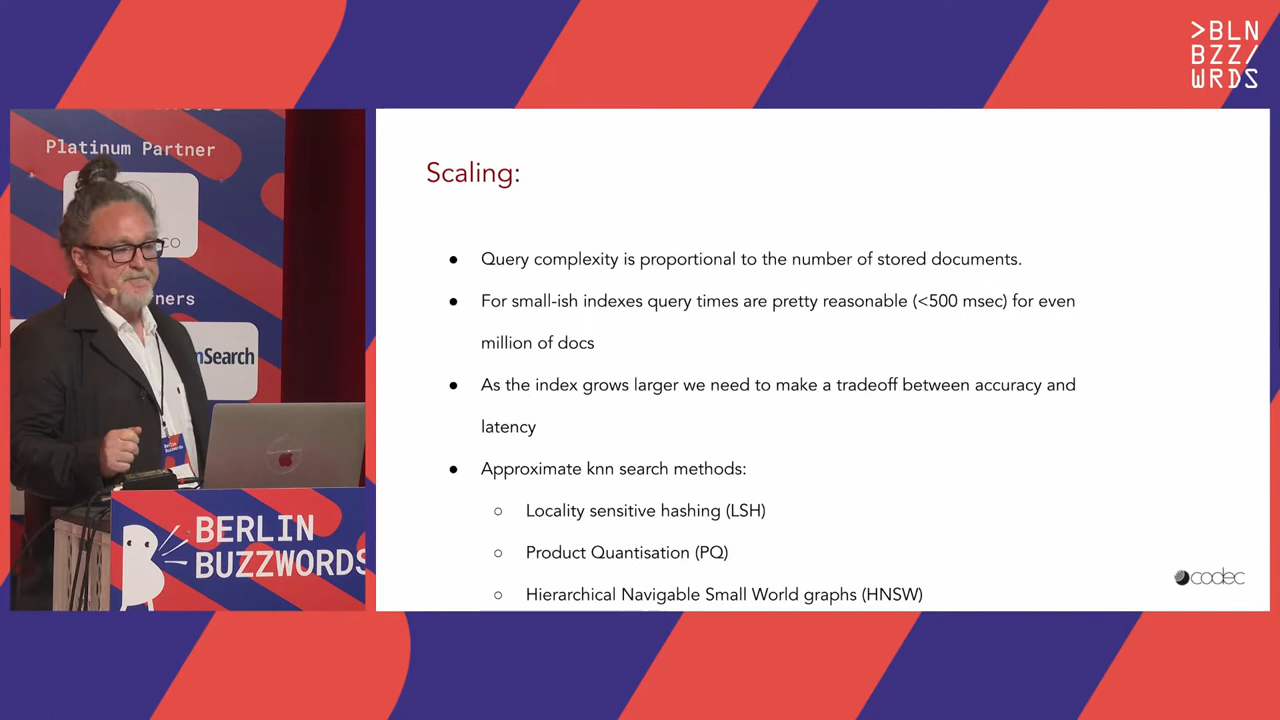 >BLN
BZZ/
WRDS
Platinum Partner
CO
ners
nSearch
BERLIN
BUZZWORDS
Scaling:
● Query complexity is proportional to the number of stored documents.
● For small-ish indexes query times are pretty reasonable (<500 msec) for even
million of docs
● As the index grows larger we need to make a tradeoff between accuracy and
latency
● Approximate knn search methods:
○ Locality sensitive hashing (LSH)
○ Product Quantisation (PQ)
○ Hierarchical Navigable Small World graphs (HNSW)
codec